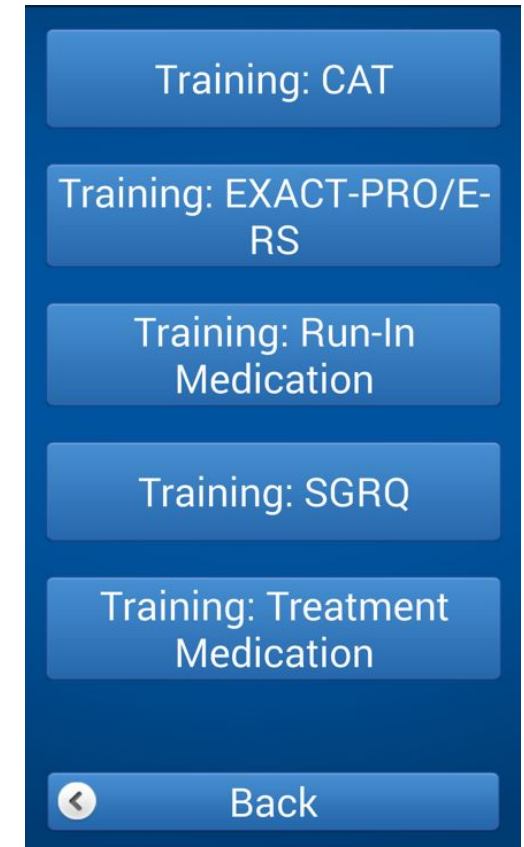 Training: CAT
Training: EXACT-PRO/E-
RS
Training: Run-In
Medication
Training: SGRQ
Training: Treatment
Medication
Back